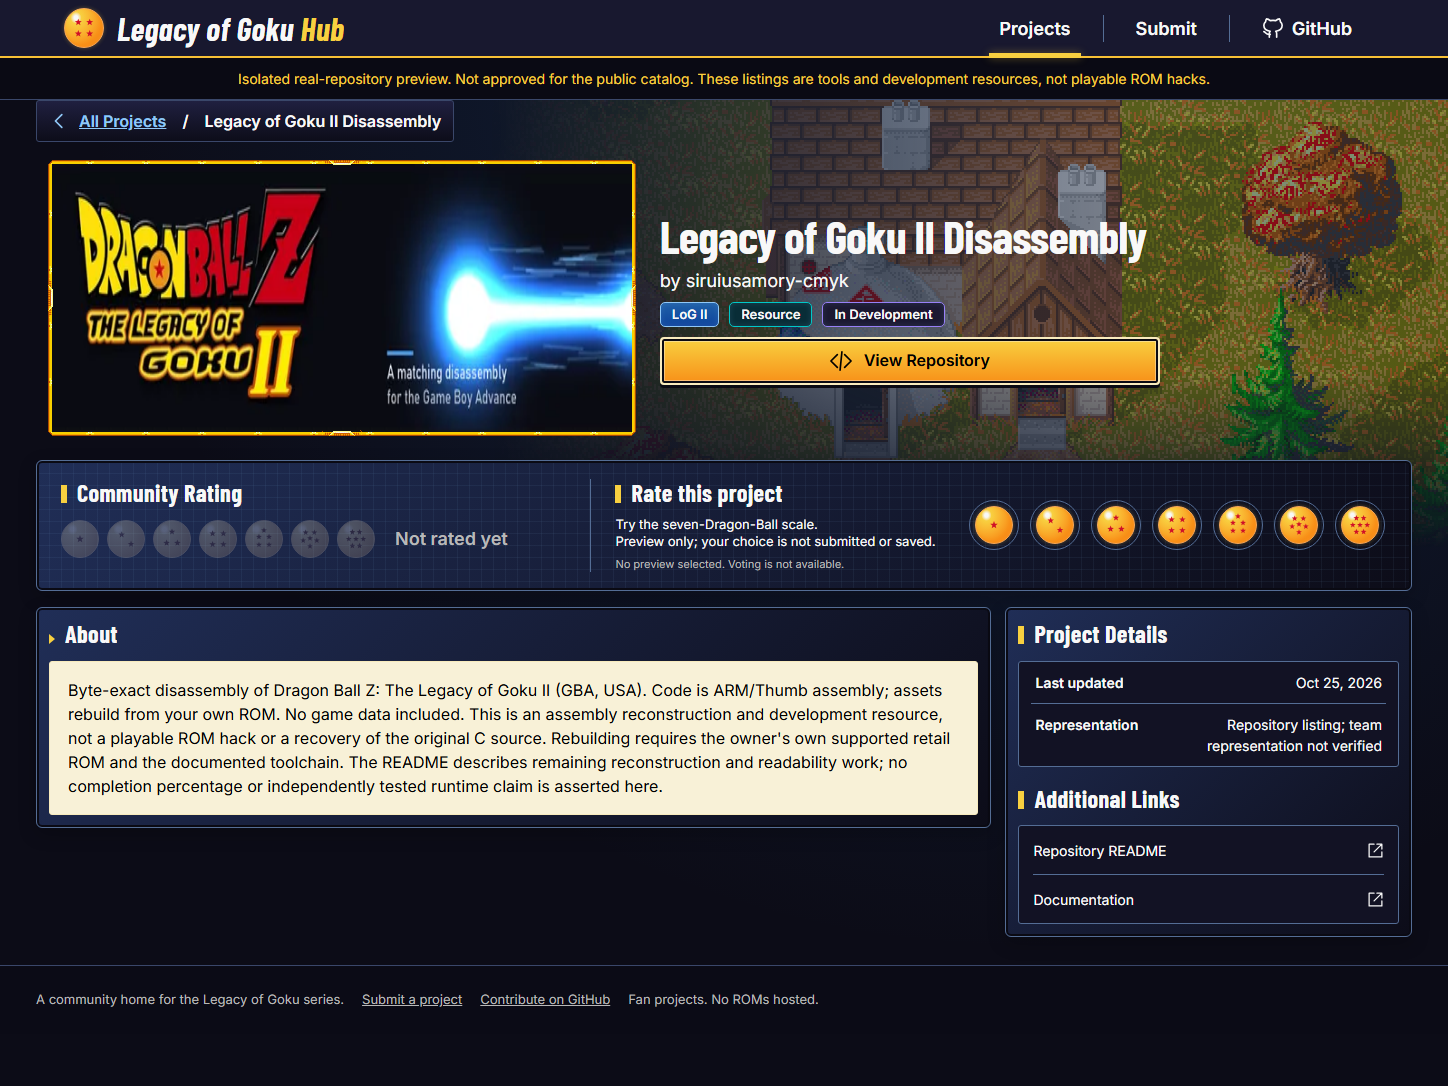 Legacy of Goku Hub
Projects
Submit
GitHub
Isolated real-repository preview. Not approved for the public catalog. These listings are tools and development resources, not playable ROM hacks.
All Projects / Legacy of Goku II Disassembly
DRAGON BALL Z
THE LEGACY OF
GOKU II
A matching disassembly
for the Game Boy Advance
Legacy of Goku II Disassembly
by siruiusamory-cmyk
LoG II
Resource
In Development
View Repository
Community Rating
Not rated yet
Rate this project
Try the seven-Dragon-Ball scale.
Preview only; your choice is not submitted or saved.
No preview selected. Voting is not available.
About
Byte-exact disassembly of Dragon Ball Z: The Legacy of Goku II (GBA, USA). Code is ARM/Thumb assembly; assets
rebuild from your own ROM. No game data included. This is an assembly reconstruction and development resource,
not a playable ROM hack or a recovery of the original C source. Rebuilding requires the owner's own supported retail
ROM and the documented toolchain. The README describes remaining reconstruction and readability work; no
completion percentage or independently tested runtime claim is asserted here.
Project Details
Last updated
Oct 25, 2026
Representation
Repository listing; team
representation not verified
Additional Links
Repository README
Documentation
A community home for the Legacy of Goku series.
Submit a project
Contribute on GitHub
Fan projects. No ROMs hosted.